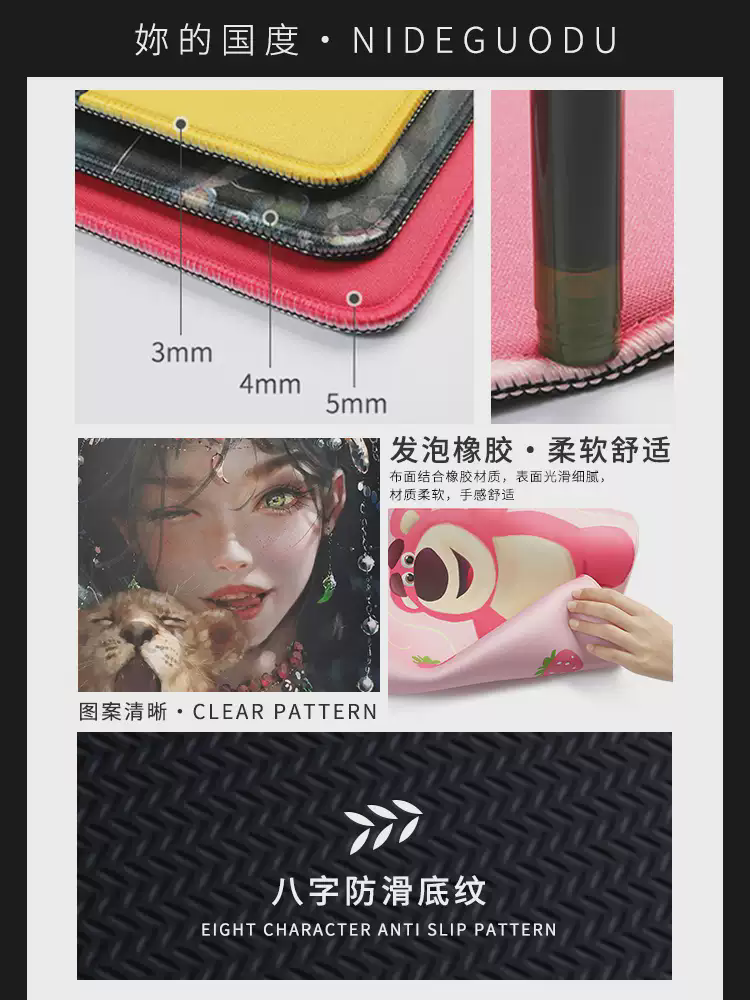 妳的国度·NIDEGUODU
3mm
4mm
5mm
发泡橡胶·柔软舒适
布面结合橡胶材质，表面光滑细腻，
材质柔软，手感舒适
图案清晰·CLEAR PATTERN
八字防滑底纹
EIGHT CHARACTER ANTI SLIP PATTERN